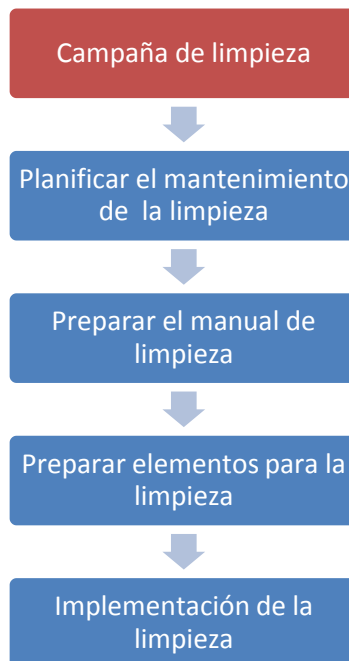 Campaña de limpieza
Planificar el mantenimiento
de la limpieza
Preparar el manual de
limpieza
Preparar elementos para la
limpieza
Implementación de la
limpieza